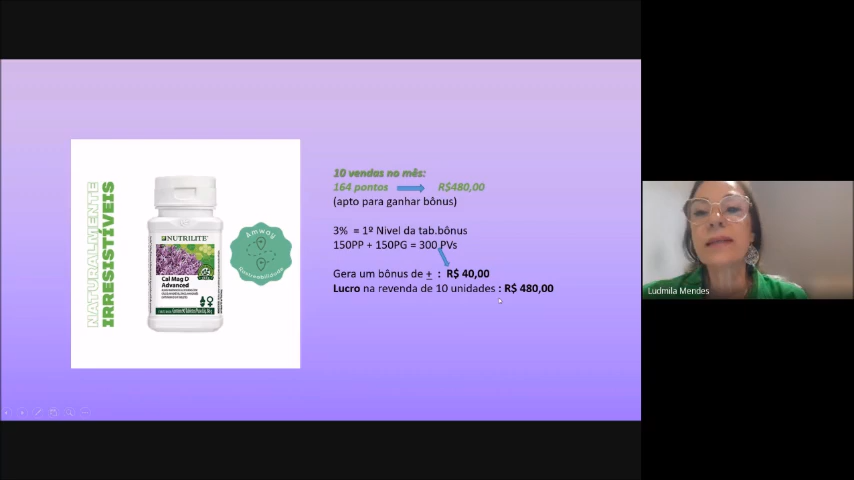 NATURALMENTE
IRRESISTÍVEIS
NUTRILITE
Cal Mag D
Advanced
Amway
10 vendas no mês:
164 pontos R$480,00
(apto para ganhar bônus)
3% = 1º Nivel da tab.bônus
150PP + 150PG = 300 PVs
Gera um bônus de + : R$ 40,00
Lucro na revenda de 10 unidades : R$ 480,00
Ludmila Mendes